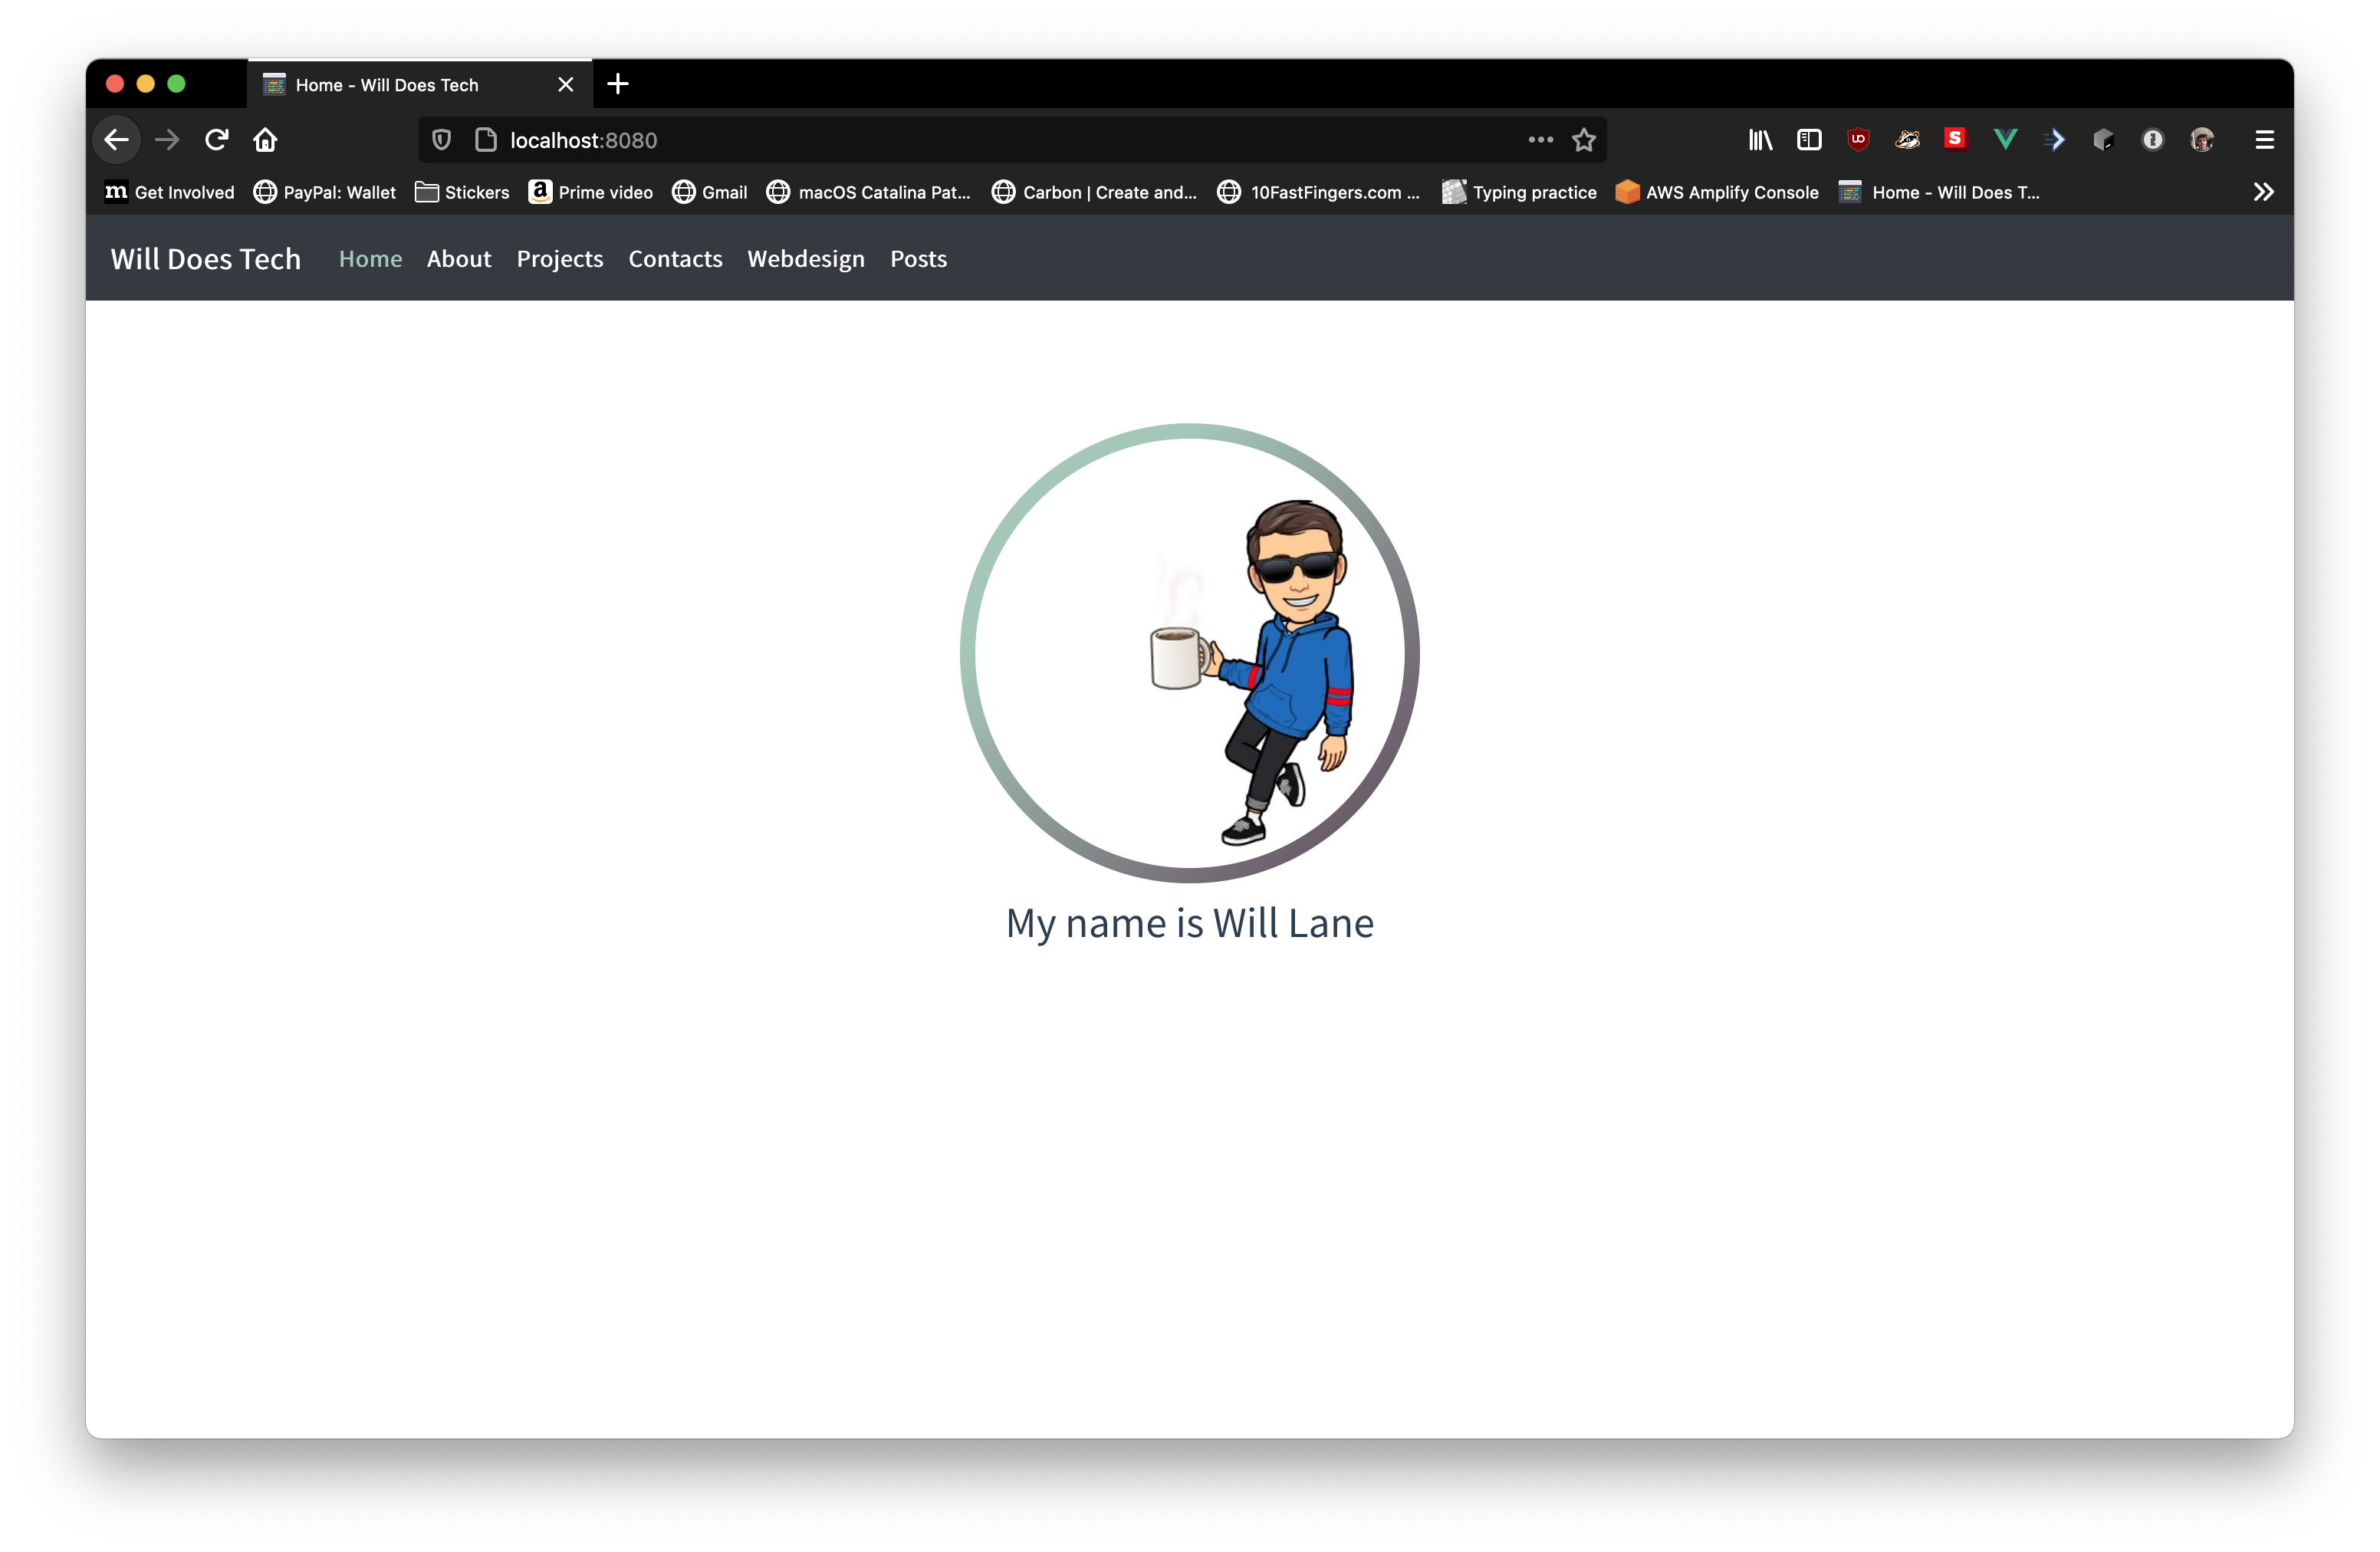 Home - Will Does Tech
localhost:8080
m Get Involved PayPal: Wallet Stickers a Prime video Gmail macOS Catalina Pat... Carbon | Create and... 10FastFingers.com ... Typing practice AWS Amplify Console Home - Will Does T...
Will Does Tech Home About Projects Contacts Webdesign Posts
My name is Will Lane